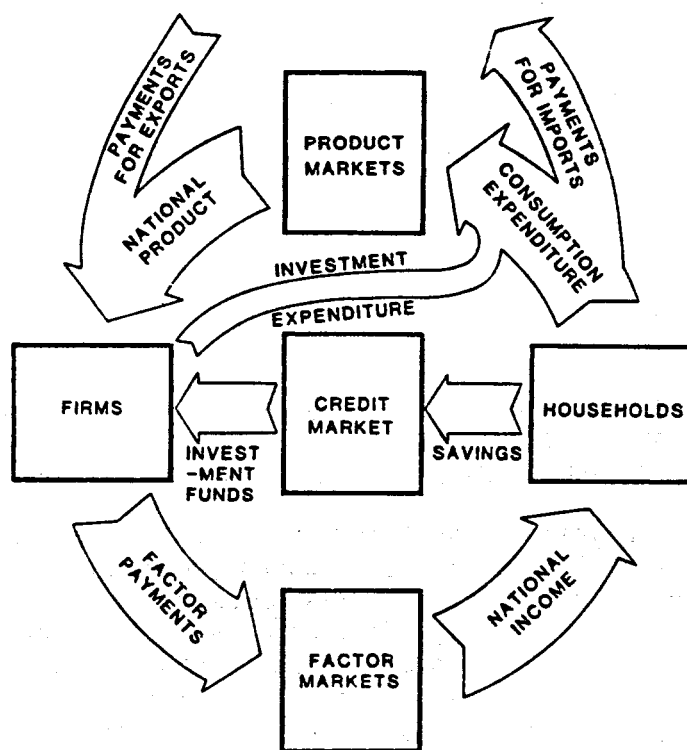 PAYMENTS
FOR EXPORTS
PRODUCT
MARKETS
PAYMENTS
FOR IMPORTS
NATIONAL
PRODUCT
CONSUMPTION
EXPENDITURE
INVESTMENT
EXPENDITURE
FIRMS
CREDIT
MARKET
HOUSEHOLDS
INVEST
-MENT
FUNDS
SAVINGS
FACTOR
PAYMENTS
NATIONAL
INCOME
FACTOR
MARKETS